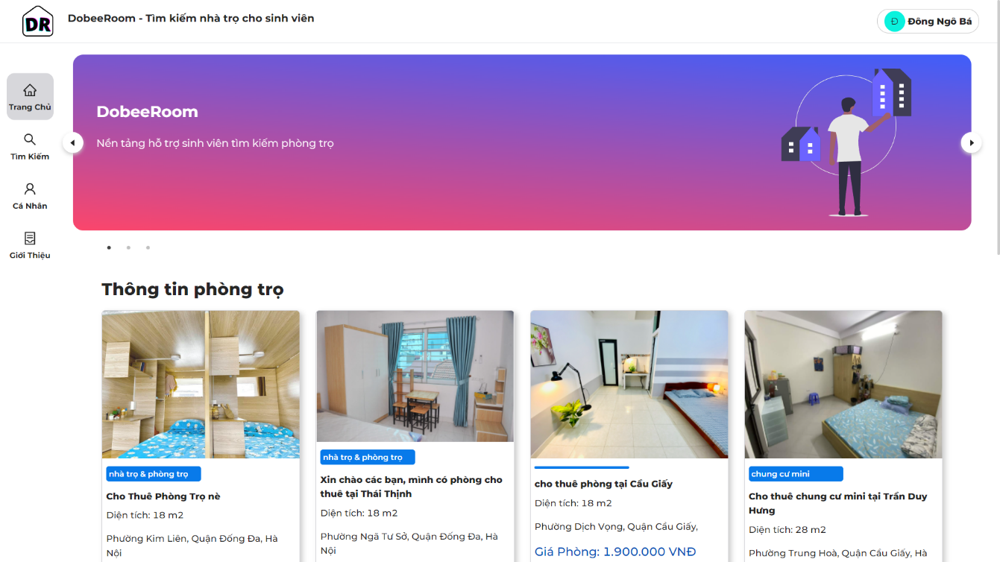 DR
DobeeRoom - Tìm kiếm nhà trọ cho sinh viên
Đ Đông Ngô Bá
Trang Chủ
Tìm Kiếm
Cá Nhân
Giới Thiệu
DobeeRoom
Nền tảng hỗ trợ sinh viên tìm kiếm phòng trọ
Thông tin phòng trọ
nhà trọ & phòng trọ
Cho Thuê Phòng Trọ nè
Diện tích: 18 m2
Phường Kim Liên, Quận Đống Đa, Hà
Nội
nhà trọ & phòng trọ
Xin chào các bạn, mình có phòng cho
thuê tại Thái Thịnh
Diện tích: 18 m2
Phường Ngã Tư Sở, Quận Đống Đa, Hà
Nội
cho thuê phòng tại Cầu Giấy
Diện tích: 18 m2
Phường Dịch Vọng, Quận Cầu Giấy,
Giá Phòng: 1.900.000 VNĐ
chung cư mini
Cho thuê chung cư mini tại Trần Duy
Hưng
Diện tích: 28 m2
Phường Trung Hoà, Quận Cầu Giấy, Hà